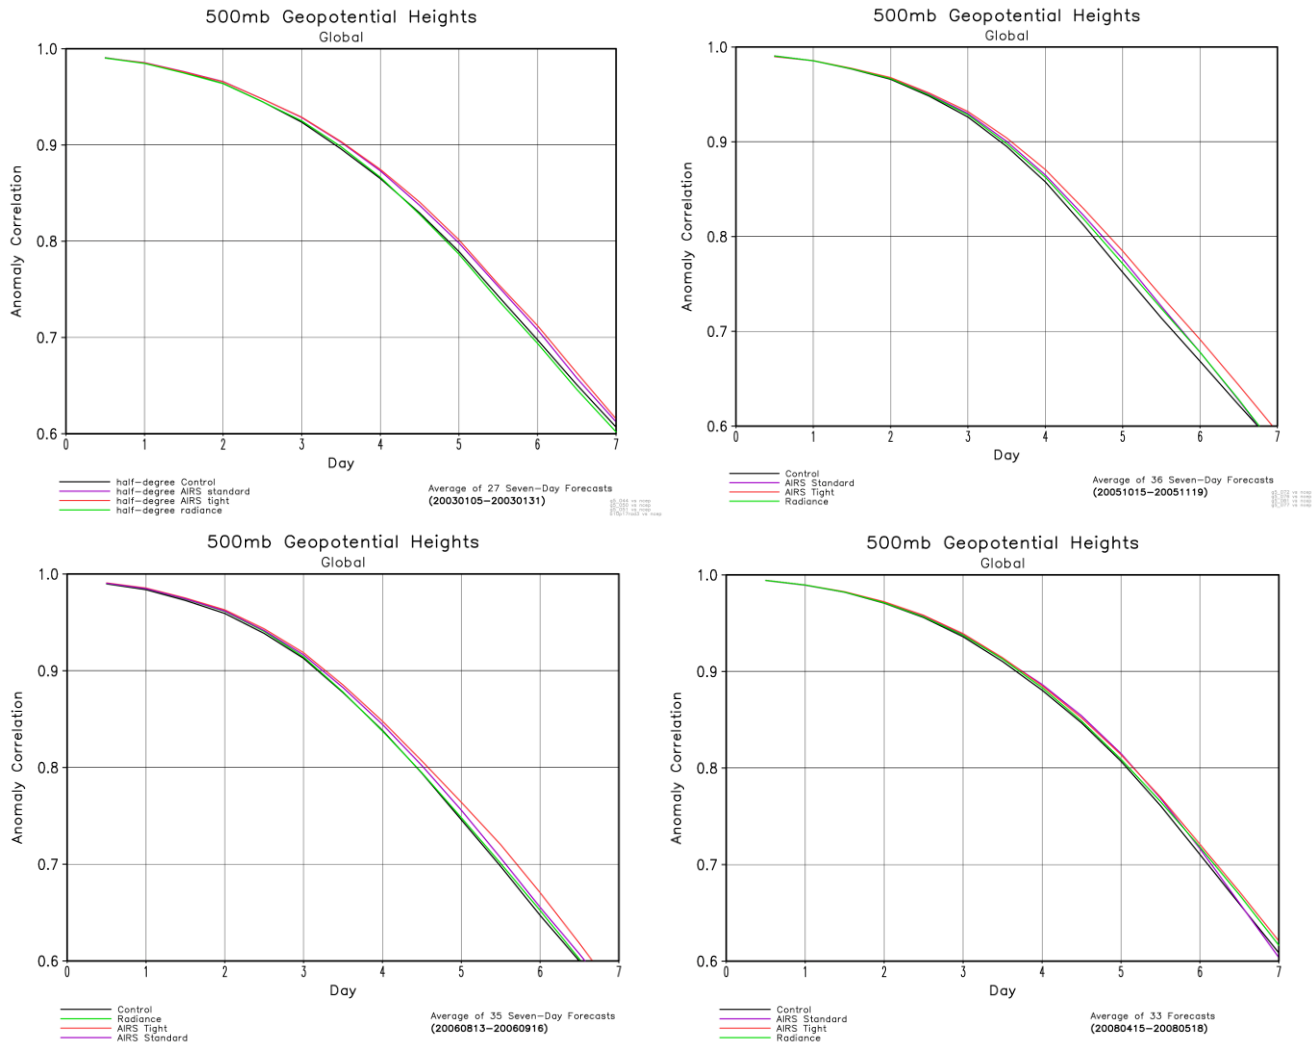 500mb Geopotential Heights
Global
1.0
0.9
0.8
0.7
0.6
Anomaly Correlation
0 1 2 3 4 5 6 7
Day
half-degree Control
half-degree AIRS standard
half-degree AIRS tight
half-degree radiance
Average of 27 Seven-Day Forecasts
(20030105-20030131)
500mb Geopotential Heights
Global
1.0
0.9
0.8
0.7
0.6
Anomaly Correlation
0 1 2 3 4 5 6 7
Day
Control
AIRS Standard
AIRS Tight
Radiance
Average of 36 Seven-Day Forecasts
(20051015-20051119)
500mb Geopotential Heights
Global
1.0
0.9
0.8
0.7
0.6
Anomaly Correlation
0 1 2 3 4 5 6 7
Day
Control
Radiance
AIRS Tight
AIRS Standard
Average of 35 Seven-Day Forecasts
(20060813-20060916)
500mb Geopotential Heights
Global
1.0
0.9
0.8
0.7
0.6
Anomaly Correlation
0 1 2 3 4 5 6 7
Day
Control
AIRS Standard
AIRS Tight
Radiance
Average of 33 Forecasts
(20080415-20080518)